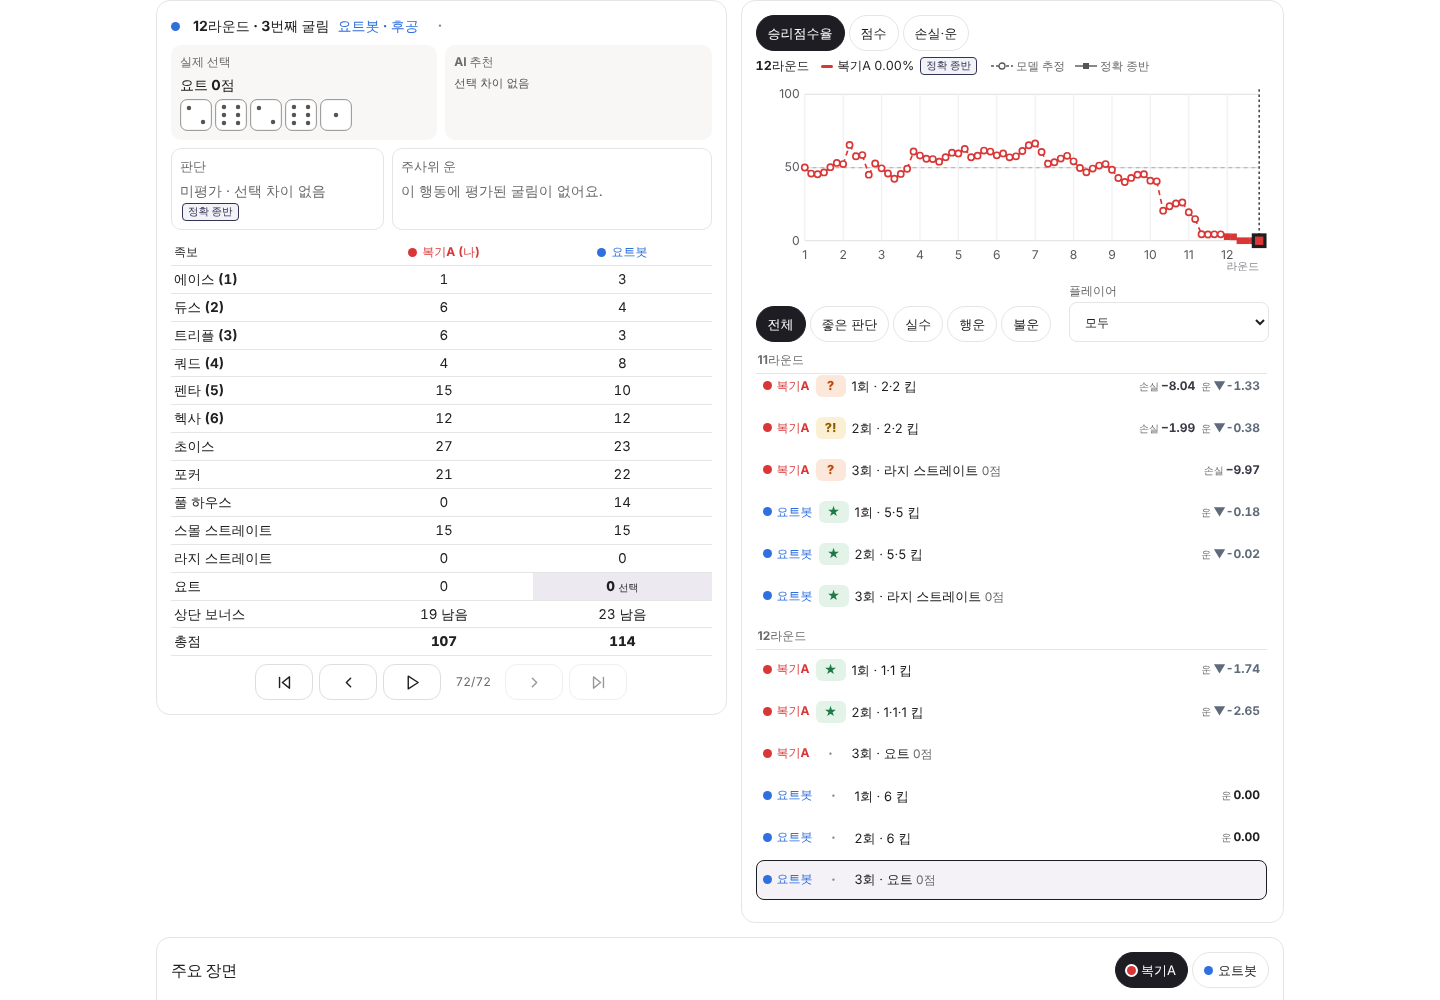 12라운드 · 3번째 굴림 요트봇 · 후공 ·
실제 선택
요트 0점
AI 추천
선택 차이 없음
판단
미평가 · 선택 차이 없음
정확 종반
주사위 운
이 행동에 평가된 굴림이 없어요.
족보 복기A (나) 요트봇
에이스 (1) 1 3
듀스 (2) 6 4
트리플 (3) 6 3
쿼드 (4) 4 8
펜타 (5) 15 10
헥사 (6) 12 12
초이스 27 23
포커 21 22
풀 하우스 0 14
스몰 스트레이트 15 15
라지 스트레이트 0 0
요트 0 0 선택
상단 보너스 19 남음 23 남음
총점 107 114
72/72
승리점수율 점수 손실·운
12라운드 복기A 0.00% 정확 종반 모델 추정 정확 종반
100
50
0
1 2 3 4 5 6 7 8 9 10 11 12
라운드
플레이어
전체 좋은 판단 실수 행운 불운 모두
11라운드
복기A ? 1회 · 2·2 킵 손실 −8.04 운 ▼-1.33
복기A ?! 2회 · 2·2 킵 손실 −1.99 운 ▼-0.38
복기A ? 3회 · 라지 스트레이트 0점 손실 −9.97
요트봇 ★ 1회 · 5·5 킵 운 ▼-0.18
요트봇 ★ 2회 · 5·5 킵 운 ▼-0.02
요트봇 ★ 3회 · 라지 스트레이트 0점
12라운드
복기A ★ 1회 · 1·1 킵 운 ▼-1.74
복기A ★ 2회 · 1·1·1 킵 운 ▼-2.65
복기A · 3회 · 요트 0점
요트봇 · 1회 · 6 킵 운 0.00
요트봇 · 2회 · 6 킵 운 0.00
요트봇 · 3회 · 요트 0점
주요 장면 복기A 요트봇